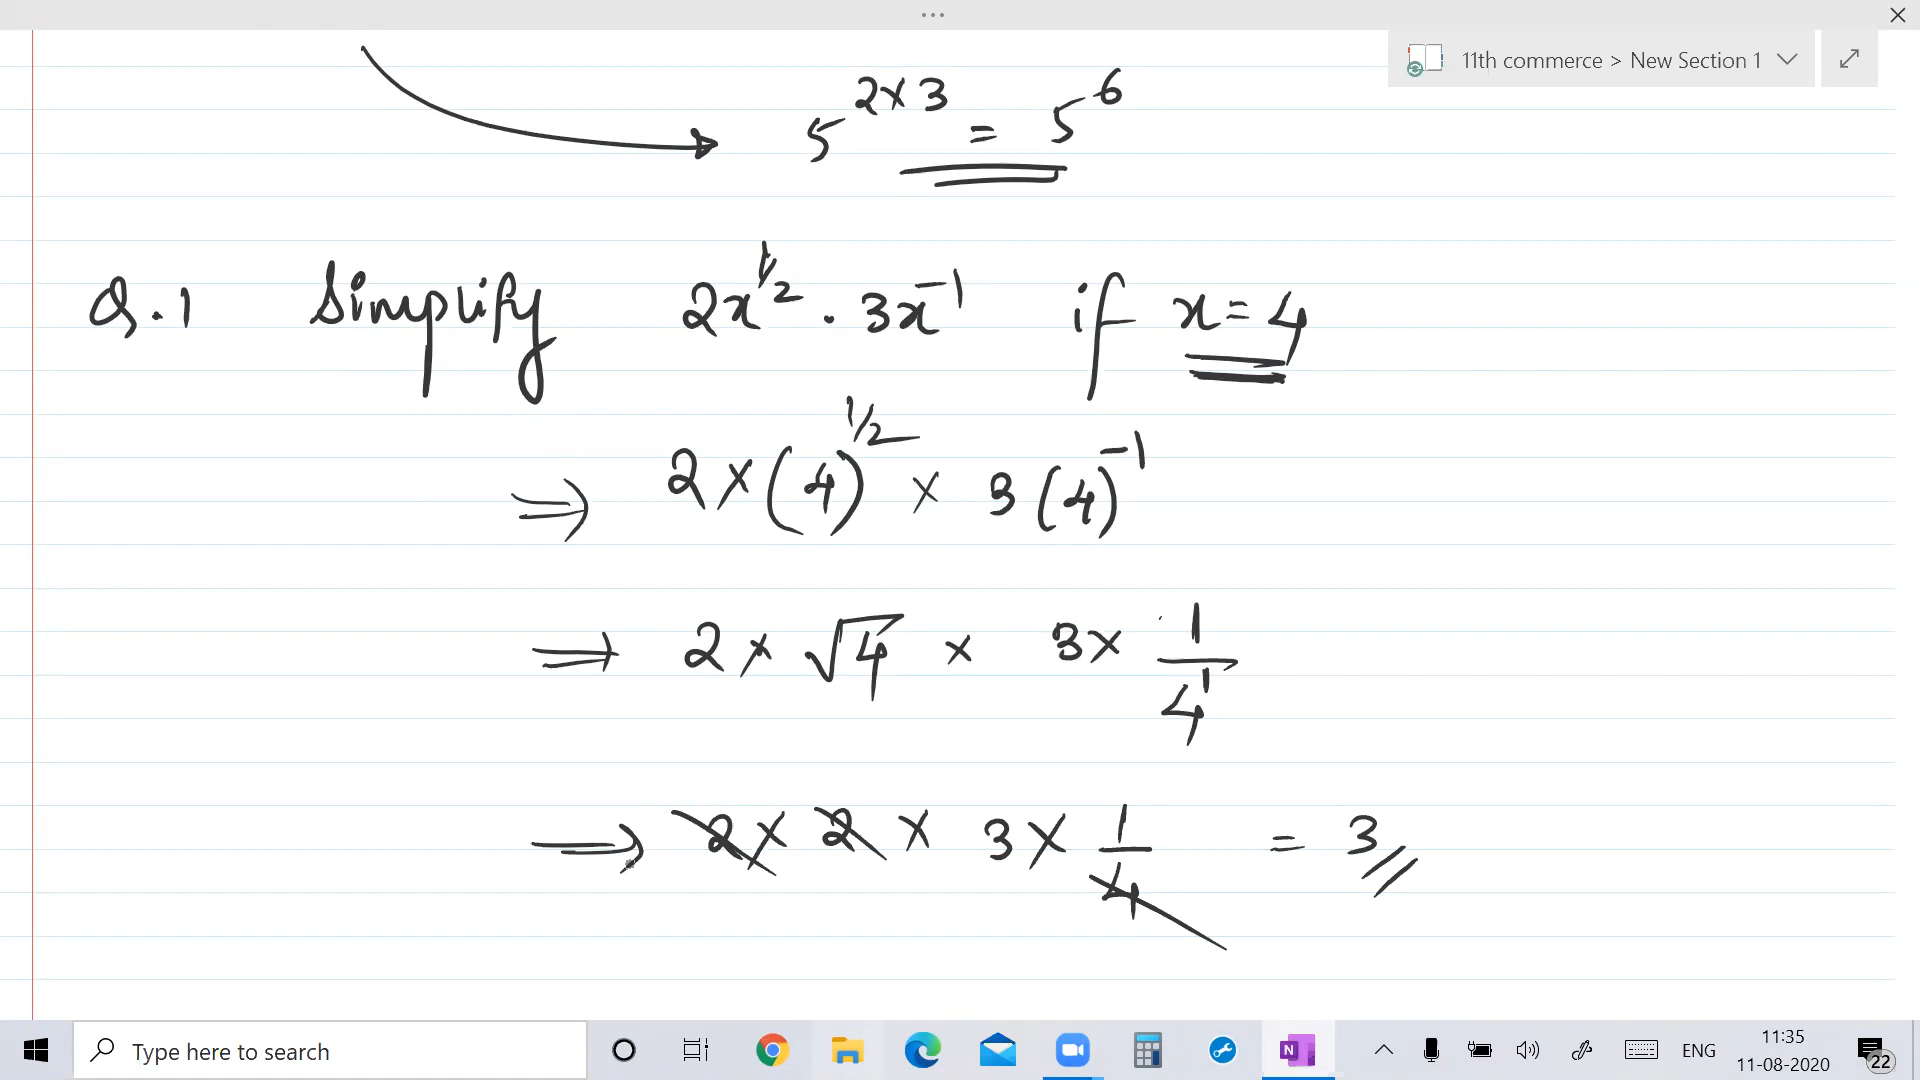 11th commerce > New Section 1
5^(2×3) = 5^6
Q.1 Simplify 2x^(1/2) . 3x^(-1) if x = 4
⇒ 2 × (4)^(1/2) × 3 (4)^(-1)
⇒ 2 × √4 × 3 × 1/4^1
⇒ 2 × 2 × 3 × 1/4 = 3
Type here to search
ENG
11:35
11-08-2020
22